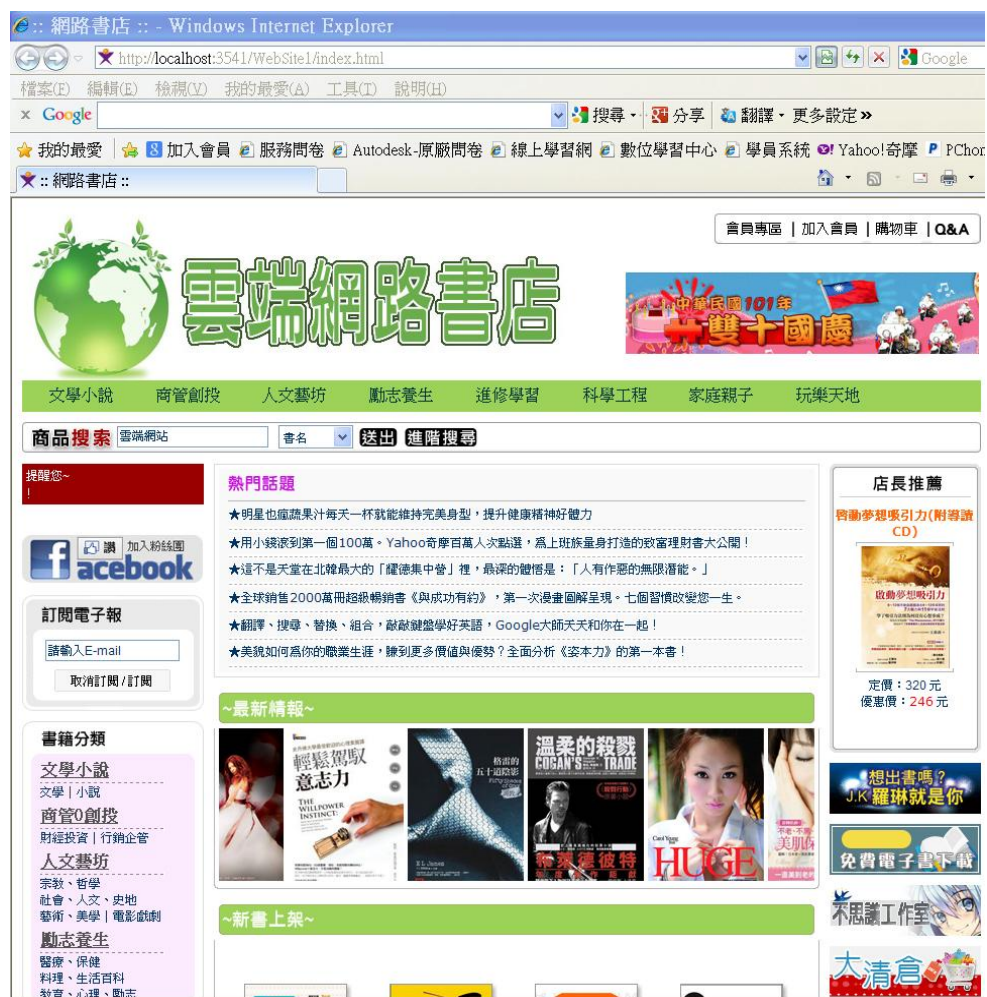 :: 網路書店 :: - Windows Internet Explorer
http://localhost:3541/WebSite1/index.html
Google
檔案(F) 編輯(E) 檢視(V) 我的最愛(A) 工具(T) 說明(H)
x Google 搜尋 分享 翻譯 更多設定 »
我的最愛 加入會員 服務問卷 Autodesk-原廠問卷 線上學習網 數位學習中心 學員系統 Yahoo!奇摩 PChon
:: 網路書店 ::
會員專區 | 加入會員 | 購物車 | Q&A
雲端網路書店
中華民國101年
雙十國慶
文學小說 商管創投 人文藝坊 勵志養生 進修學習 科學工程 家庭親子 玩樂天地
商品搜索 雲端網站 書名 送出 進階搜尋
提醒您~
!
讚 加入粉絲團
facebook
訂閱電子報
請輸入E-mail
取消訂閱 / 訂閱
書籍分類
文學小說
文學 | 小說
商管0創投
財經投資 | 行銷企管
人文藝坊
宗教、哲學
社會、人文、史地
藝術、美學 | 電影戲劇
勵志養生
醫療、保健
料理、生活百科
教育、心理、勵志
熱門話題
★明星也瘋蔬果汁每天一杯就能維持完美身型，提升健康精神好體力
★用小錢滾到第一個100萬。Yahoo奇摩百萬人次點選，為上班族量身打造的致富理財書大公開！
★這不是天堂在北韓最大的「耀德集中營」裡，最深的體悟是：「人有作惡的無限潛能。」
★全球銷售2000萬冊超級暢銷書《與成功有約》，第一次漫畫圖解呈現。七個習慣改變您一生。
★翻譯、搜尋、替換、組合，敲敲鍵盤學好英語，Google大師天天和你在一起！
★美貌如何為你的職業生涯，賺到更多價值與優勢？全面分析《姿本力》的第一本書！
~最新情報~
輕鬆駕馭
意志力
THE
WILLPOWER
INSTINCT:
格雷的
五十道陰影
E L James
溫柔的殺戮
COGAN'S TRADE
布萊德彼特
Carol Young
HUGE
不老、不
美肌保
~新書上架~
店長推薦
啓動夢想吸引力(附導讀
CD)
啟動夢想吸引力
定價：320 元
優惠價：246 元
想出書嗎?
J.K 羅琳就是你
免費電子書下載
不思議工作室
大清倉